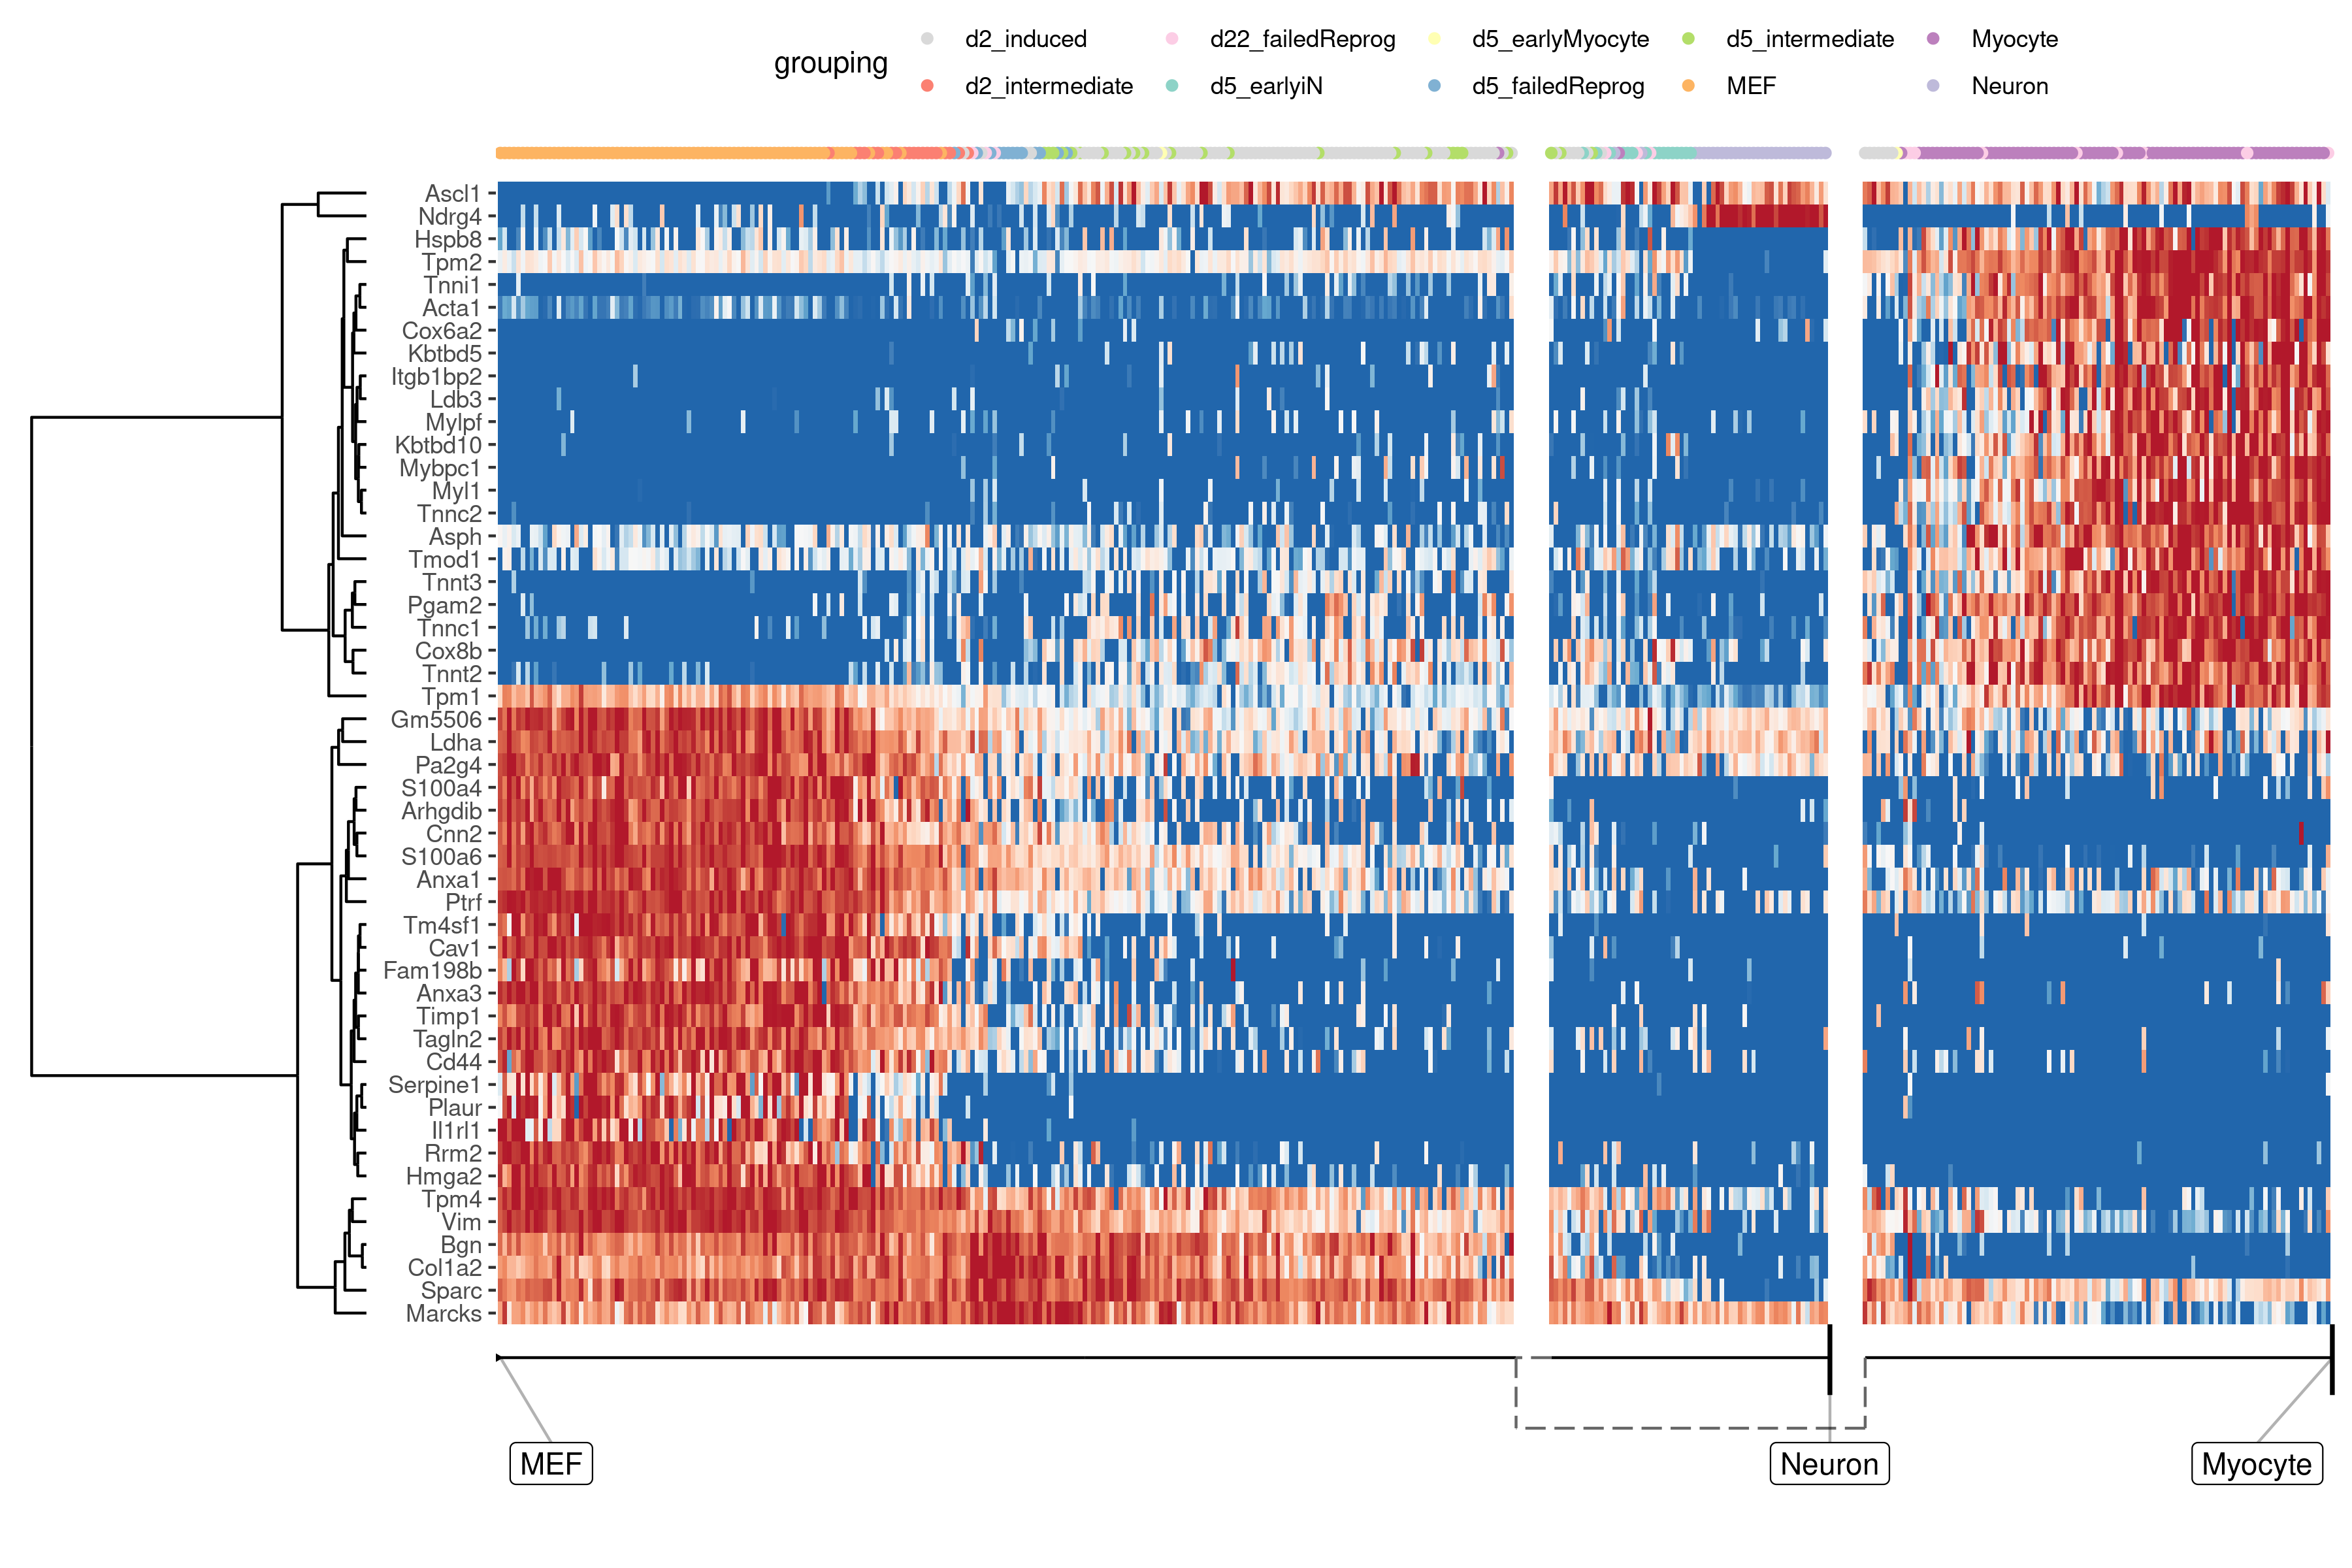 grouping
d2_induced d22_failedReprog d5_earlyMyocyte d5_intermediate Myocyte
d2_intermediate d5_earlyiN d5_failedReprog MEF Neuron
Ascl1
Ndrg4
Hspb8
Tpm2
Tnni1
Acta1
Cox6a2
Kbtbd5
Itgb1bp2
Ldb3
Mylpf
Kbtbd10
Mybpc1
Myl1
Tnnc2
Asph
Tmod1
Tnnt3
Pgam2
Tnnc1
Cox8b
Tnnt2
Tpm1
Gm5506
Ldha
Pa2g4
S100a4
Arhgdib
Cnn2
S100a6
Anxa1
Ptrf
Tm4sf1
Cav1
Fam198b
Anxa3
Timp1
Tagln2
Cd44
Serpine1
Plaur
Il1rl1
Rrm2
Hmga2
Tpm4
Vim
Bgn
Col1a2
Sparc
Marcks
MEF Neuron Myocyte